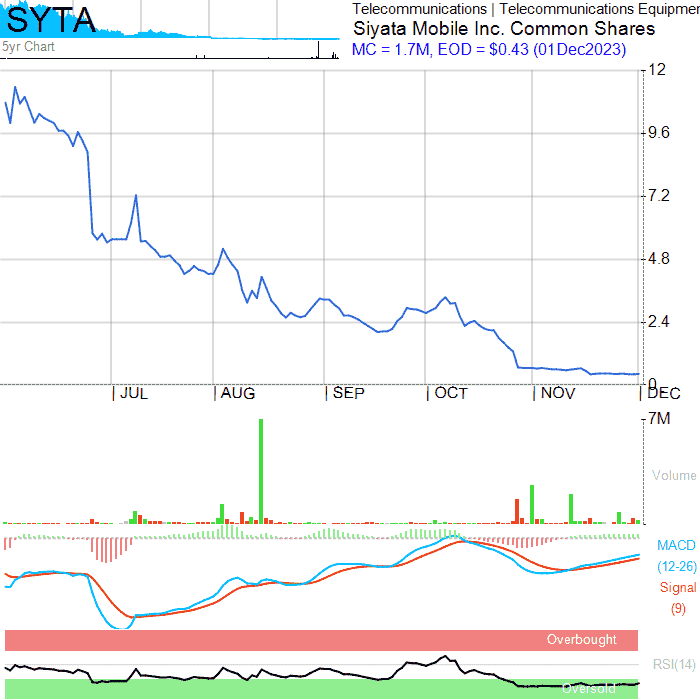 SYTA
5yr Chart
Telecommunications | Telecommunications Equipmen
Siyata Mobile Inc. Common Shares
MC = 1.7M, EOD = $0.43 (01Dec2023)
12
9.6
7.2
4.8
2.4
0
JUL
AUG
SEP
OCT
NOV
DEC
7M
Volume
MACD
(12-26)
Signal
(9)
Overbought
RSI(14)
Oversold